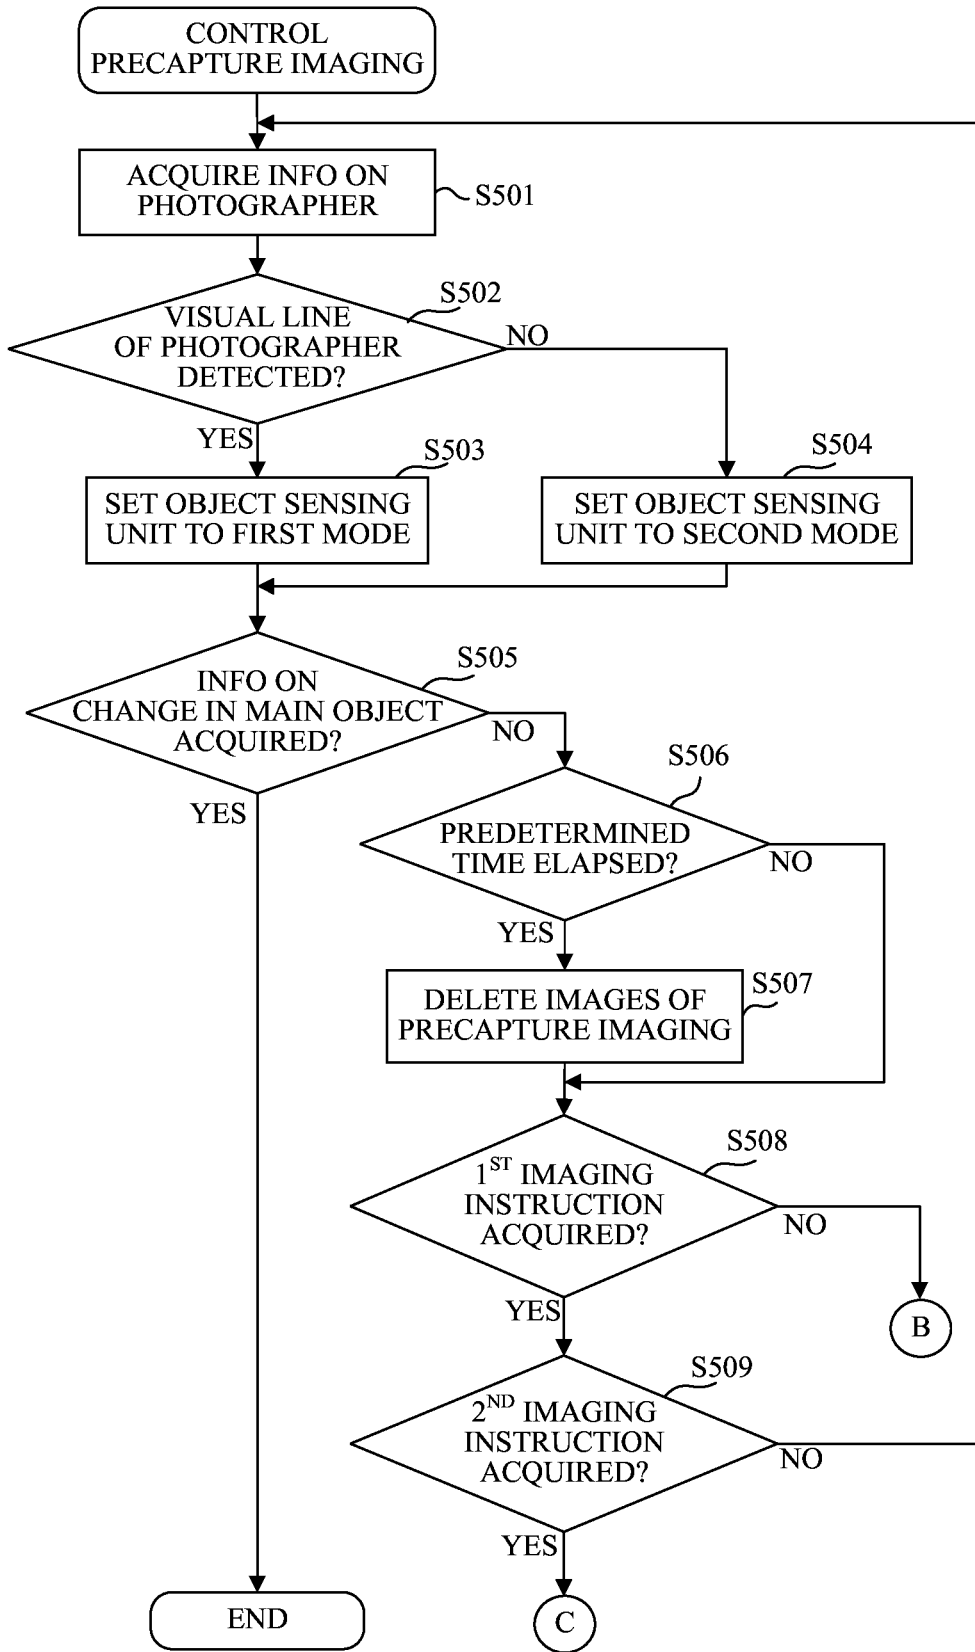 CONTROL
PRECAPTURE IMAGING
ACQUIRE INFO ON
PHOTOGRAPHER
S501
S502
VISUAL LINE
OF PHOTOGRAPHER
DETECTED?
NO
YES
S503
S504
SET OBJECT SENSING
UNIT TO FIRST MODE
SET OBJECT SENSING
UNIT TO SECOND MODE
S505
INFO ON
CHANGE IN MAIN OBJECT
ACQUIRED?
NO
YES
S506
PREDETERMINED
TIME ELAPSED?
NO
YES
S507
DELETE IMAGES OF
PRECAPTURE IMAGING
S508
1ST IMAGING
INSTRUCTION
ACQUIRED?
NO
YES
B
S509
2ND IMAGING
INSTRUCTION
ACQUIRED?
NO
YES
END
C